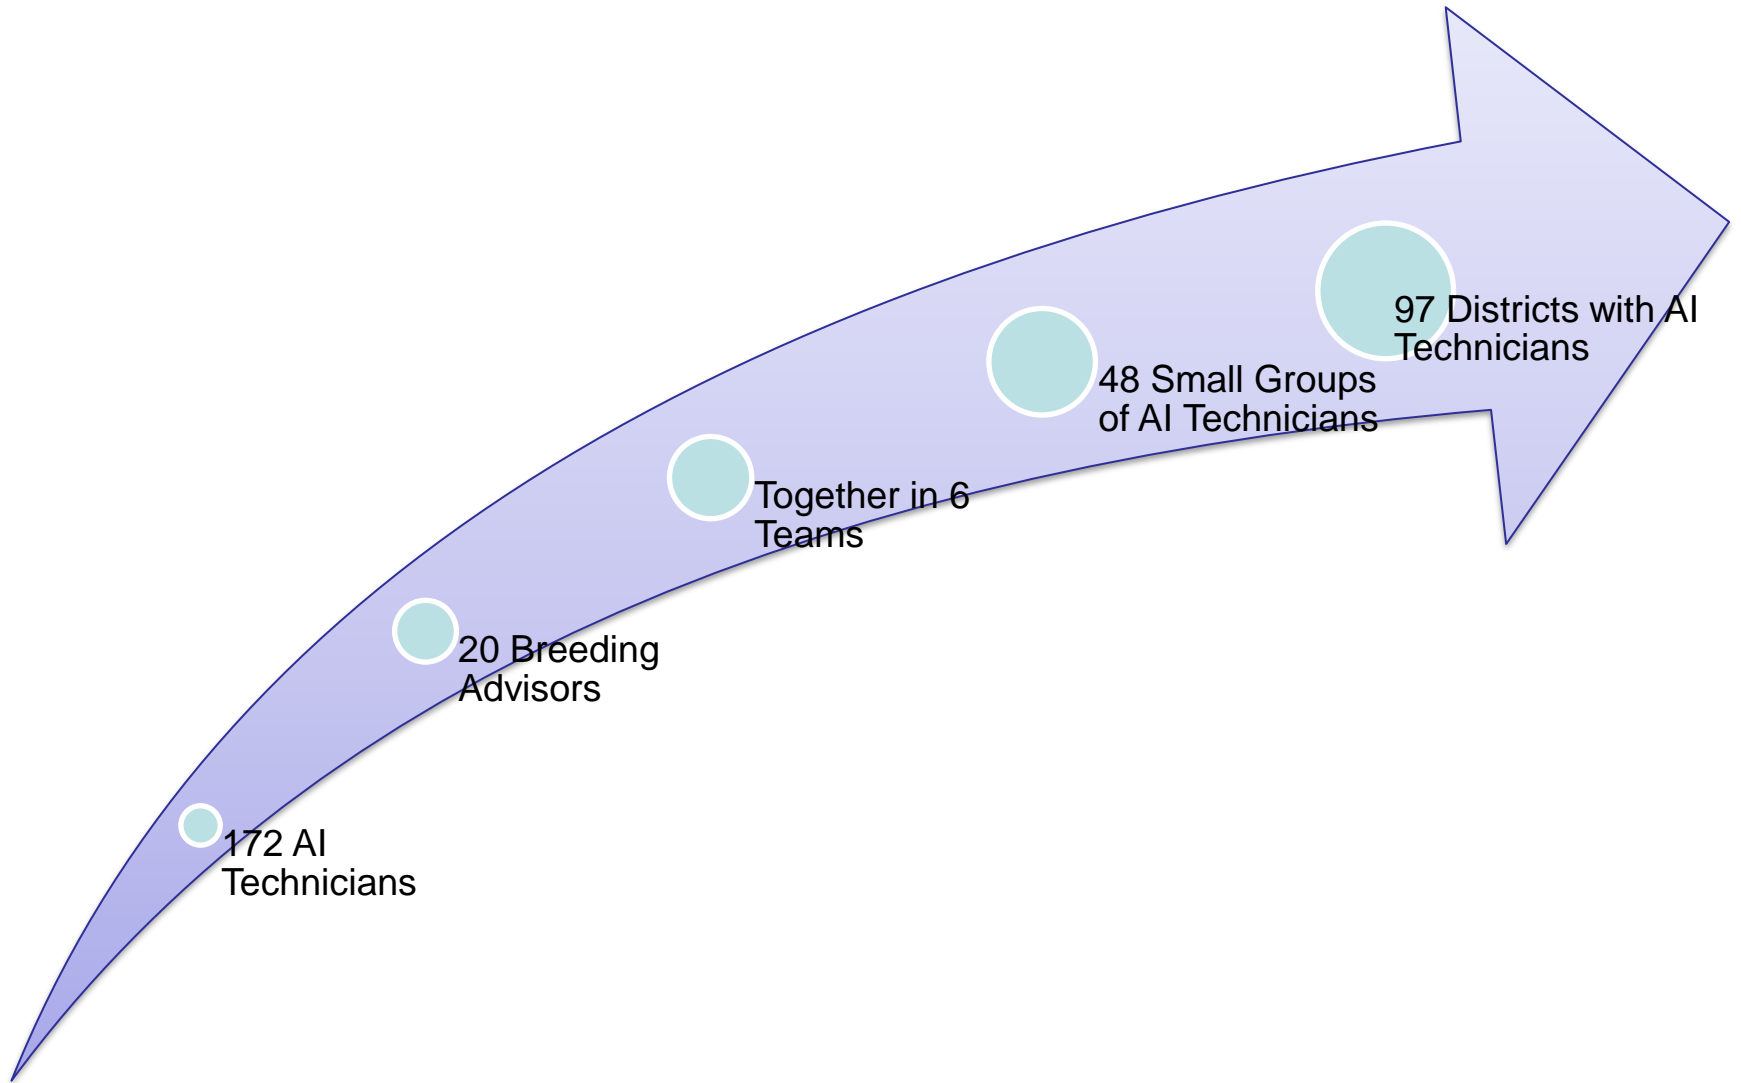 172 AI
Technicians
20 Breeding
Advisors
Together in 6
Teams
48 Small Groups
of AI Technicians
97 Districts with AI
Technicians